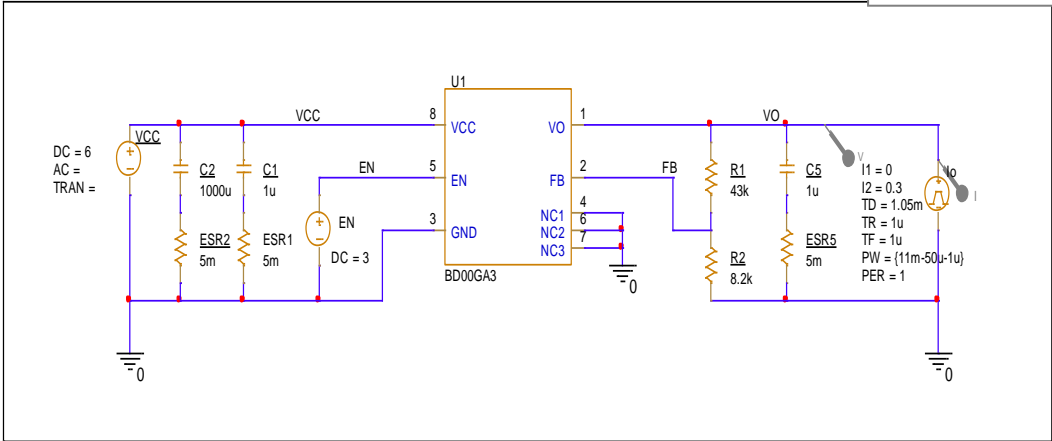 U1
VCC
8
VCC
VO
1
VO
VCC
DC = 6
AC =
TRAN =
C2
1000u
C1
1u
EN
5
EN
FB
2
FB
R1
43k
C5
1u
V
I1 = 0
I2 = 0.3
TD = 1.05m
TR = 1u
TF = 1u
PW = {11m-50u-1u}
PER = 1
Io
I
ESR2
5m
ESR1
5m
EN
DC = 3
3
GND
NC1
4
NC2
6
NC3
7
BD00GA3
R2
8.2k
ESR5
5m
0
0
0